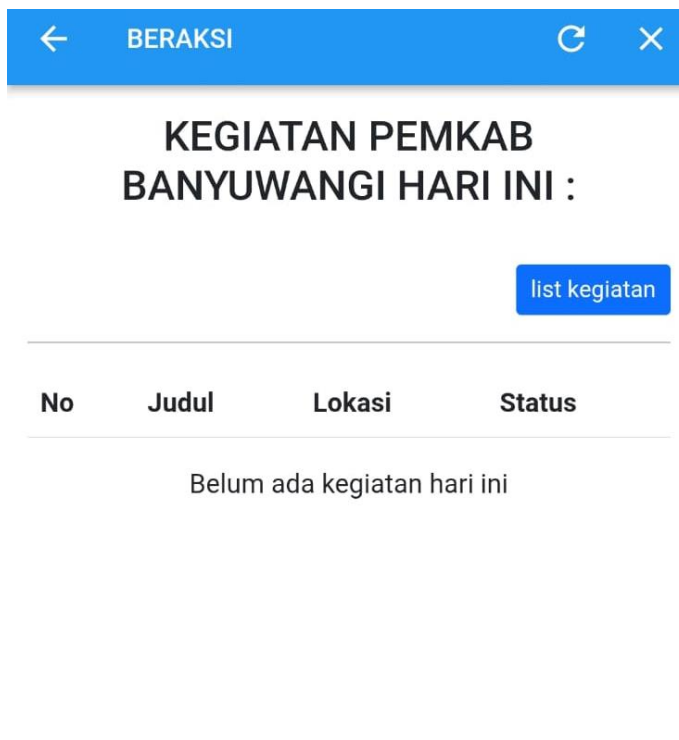 BERAKSI
KEGIATAN PEMKAB
BANYUWANGI HARI INI :
list kegiatan
No Judul Lokasi Status
Belum ada kegiatan hari ini